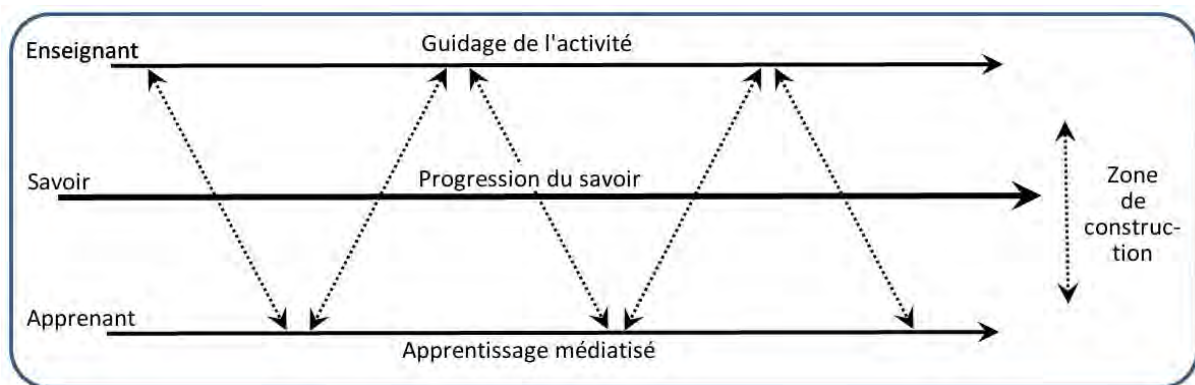 Enseignant
Guidage de l'activité
Savoir
Progression du savoir
Zone
de
construc-
tion
Apprenant
Apprentissage médiatisé